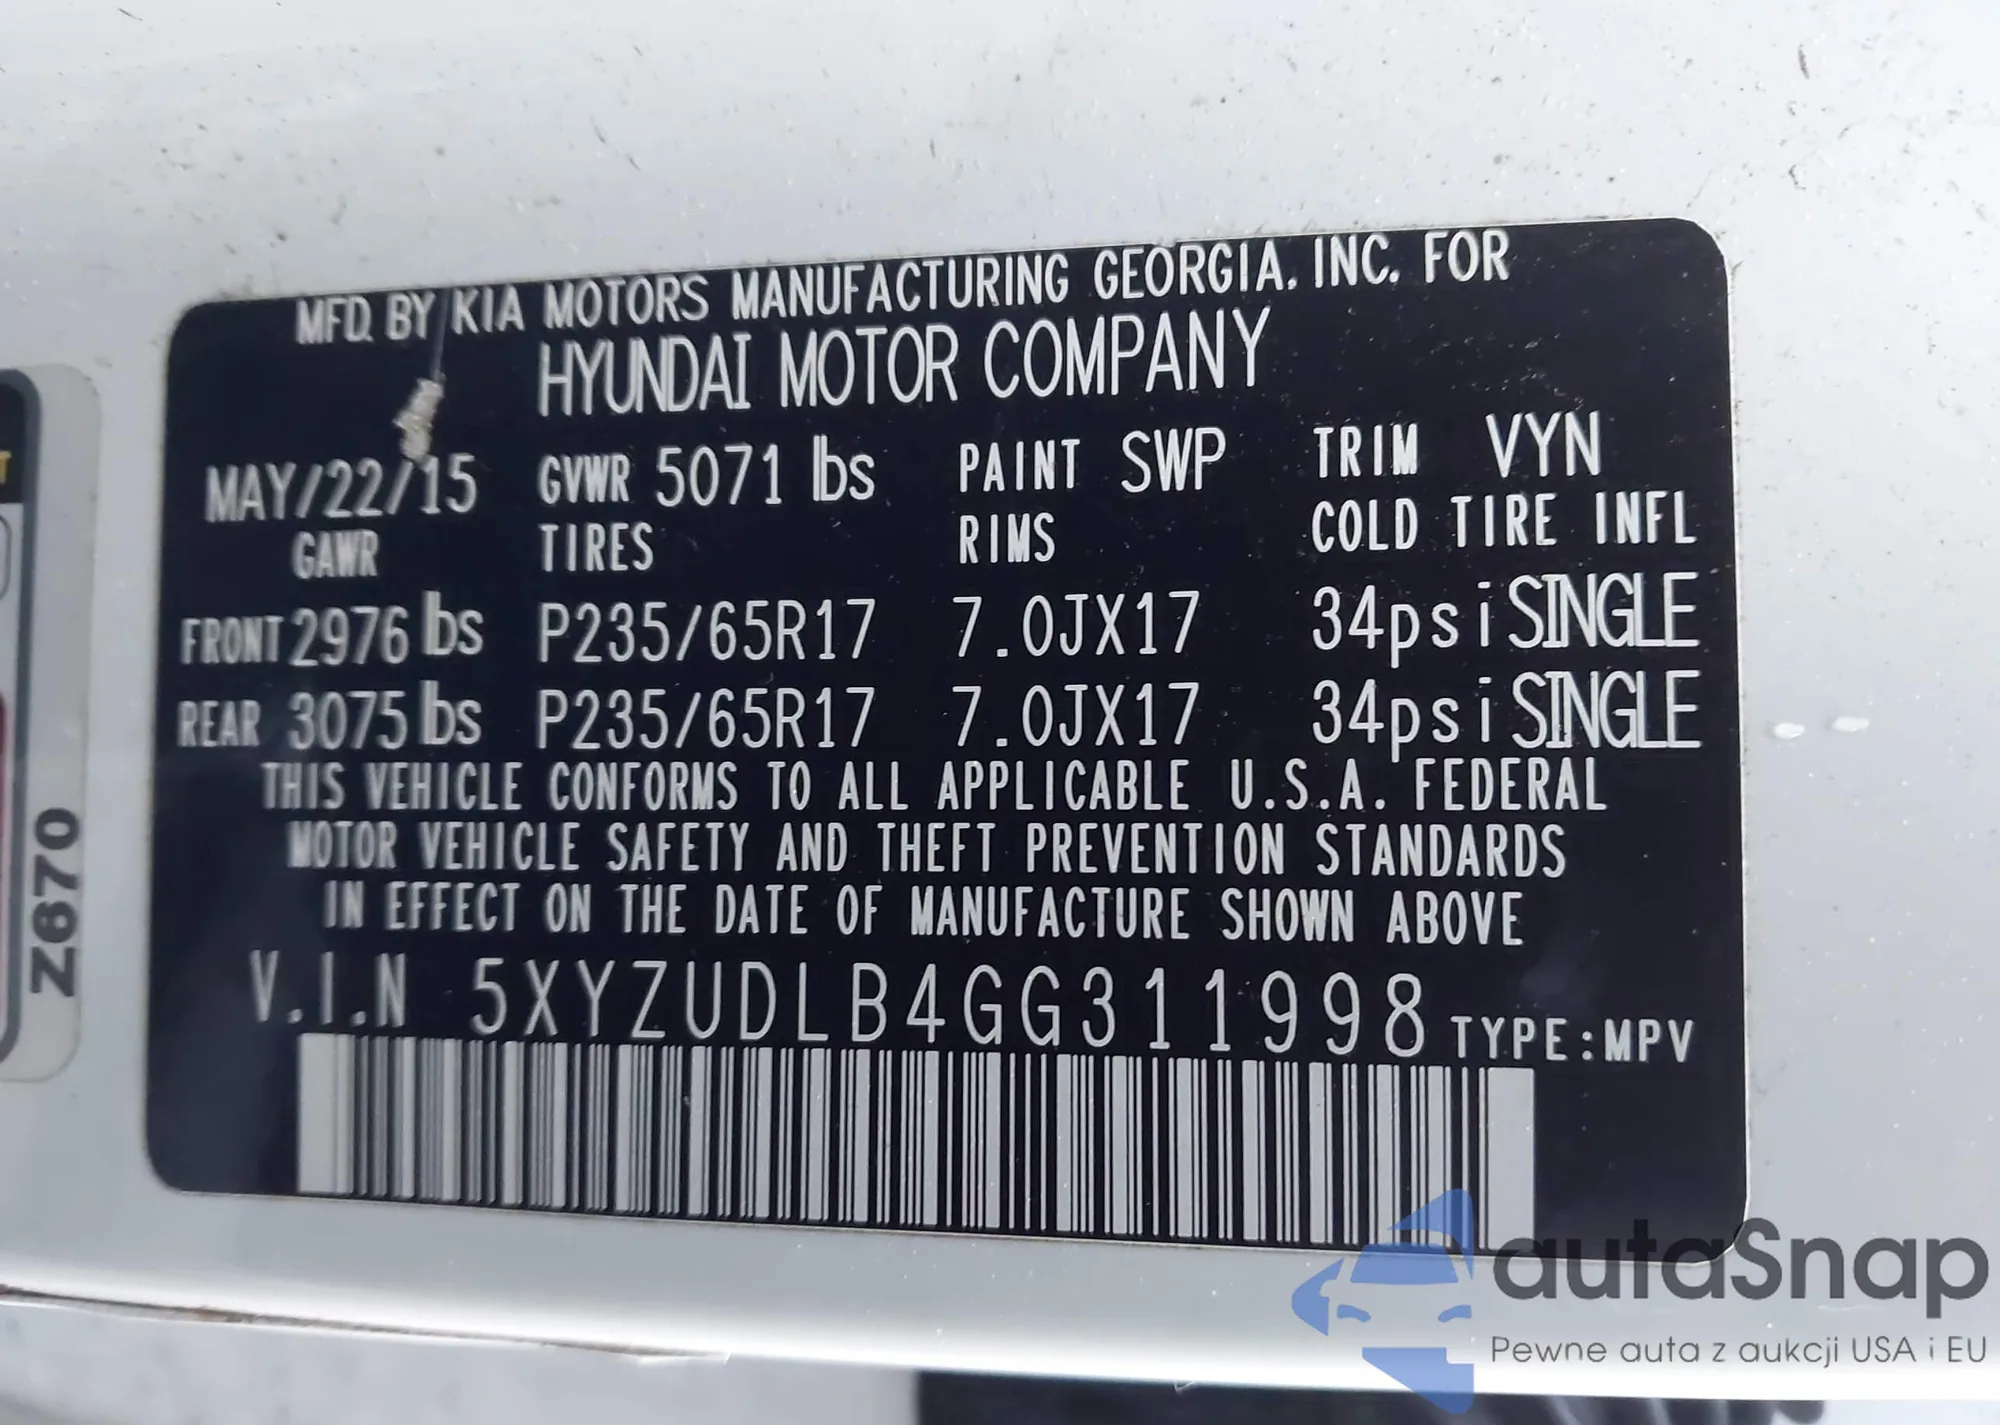 MFD. BY KIA MOTORS MANUFACTURING GEORGIA. INC. FOR
HYUNDAI MOTOR COMPANY
MAY/22/15 GVWR 5071 lbs PAINT SWP TRIM VYN
GAWR TIRES RIMS COLD TIRE INFL
FRONT 2976 lbs P235/65R17 7.0JX17 34psi SINGLE
REAR 3075 lbs P235/65R17 7.0JX17 34psi SINGLE
THIS VEHICLE CONFORMS TO ALL APPLICABLE U.S.A. FEDERAL
MOTOR VEHICLE SAFETY AND THEFT PREVENTION STANDARDS
IN EFFECT ON THE DATE OF MANUFACTURE SHOWN ABOVE
V.I.N 5XYZUDLB4GG311998 TYPE:MPV
Z670
autaSnap
Pewne auta z aukcji USA i EU